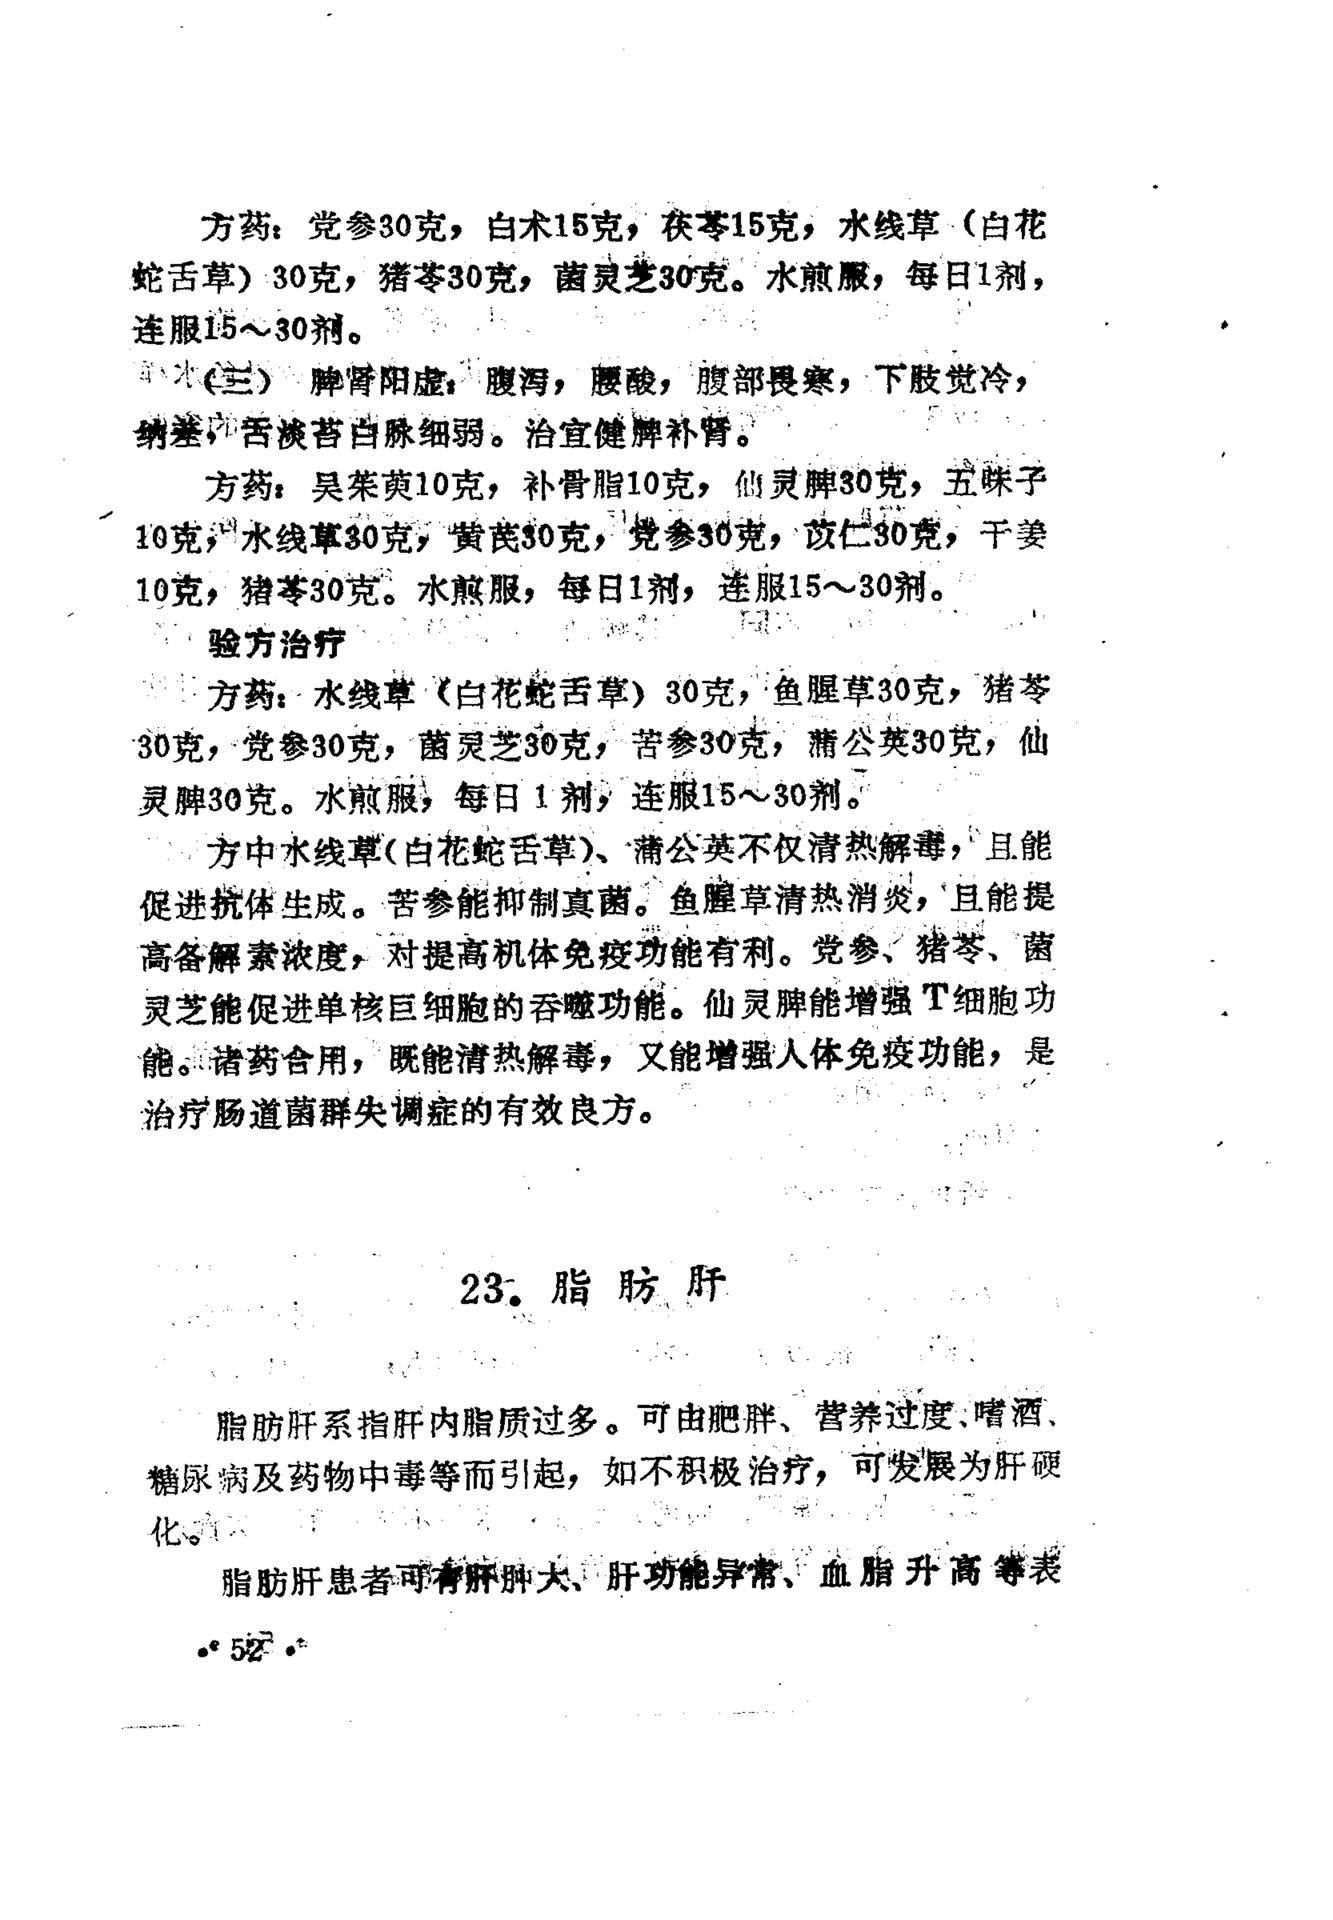 方药：党参30克，白术15克，茯苓15克，水线草（白花
蛇舌草）30克，猪苓30克，菌灵芝30克。水煎服，每日1剂，
连服15～30剂。
（三） 脾肾阳虚：腹泻，腰酸，腹部畏寒，下肢觉冷，
纳差，舌淡苔白脉细弱。治宜健脾补肾。
方药：吴茱萸10克，补骨脂10克，仙灵脾30克，五味子
10克，水线草30克，黄芪30克，党参30克，苡仁30克，干姜
10克，猪苓30克。水煎服，每日1剂，连服15～30剂。
验方治疗
方药：水线草（白花蛇舌草）30克，鱼腥草30克，猪苓
30克，党参30克，菌灵芝30克，苦参30克，蒲公英30克，仙
灵脾30克。水煎服，每日1剂，连服15～30剂。
方中水线草(白花蛇舌草)、蒲公英不仅清热解毒，且能
促进抗体生成。苦参能抑制真菌。鱼腥草清热消炎，且能提
高备解素浓度，对提高机体免疫功能有利。党参、猪苓、菌
灵芝能促进单核巨细胞的吞噬功能。仙灵脾能增强T细胞功
能。诸药合用，既能清热解毒，又能增强人体免疫功能，是
治疗肠道菌群失调症的有效良方。
23．脂肪肝
脂肪肝系指肝内脂质过多。可由肥胖、营养过度、嗜酒、
糖尿病及药物中毒等而引起，如不积极治疗，可发展为肝硬
化。
脂肪肝患者可有肝肿大、肝功能异常、血脂升高等表
• 52 •